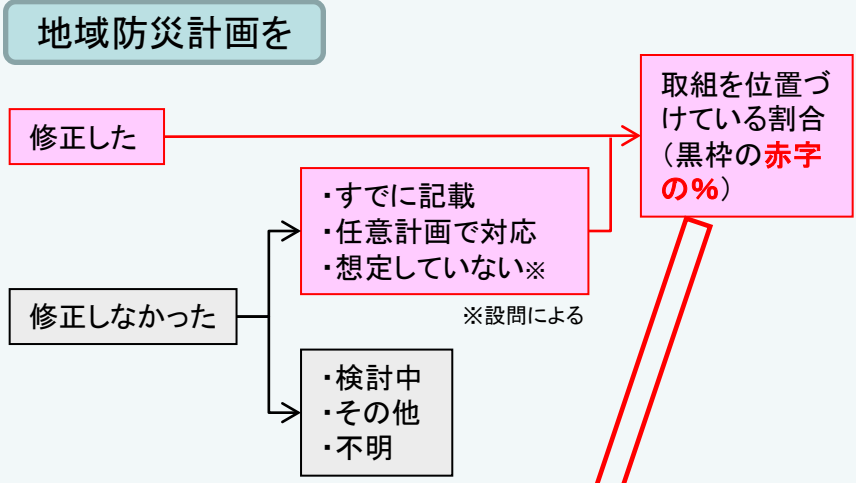 地域防災計画を
修正した
取組を位置づ
けている割合
（黒枠の赤字
の％）
・すでに記載
・任意計画で対応
・想定していない※
※設問による
修正しなかった
・検討中
・その他
・不明